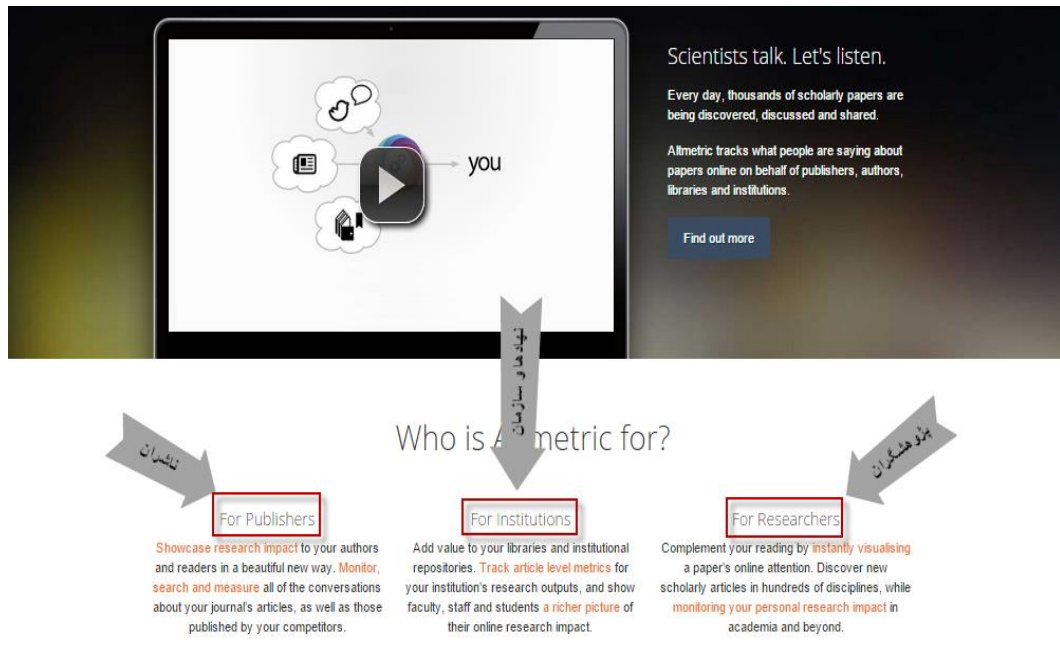 you
Scientists talk. Let's listen.
Every day, thousands of scholarly papers are
being discovered, discussed and shared.
Altmetric tracks what people are saying about
papers online on behalf of publishers, authors,
libraries and institutions.
Find out more
نهادها و سازمان
Who is A metric for?
ناشران
پژوهشگران
For Publishers
Showcase research impact to your authors
and readers in a beautiful new way. Monitor,
search and measure all of the conversations
about your journal's articles, as well as those
published by your competitors.
For Institutions
Add value to your libraries and institutional
repositories. Track article level metrics for
your institution's research outputs, and show
faculty, staff and students a richer picture of
their online research impact.
For Researchers
Complement your reading by instantly visualising
a paper's online attention. Discover new
scholarly articles in hundreds of disciplines, while
monitoring your personal research impact in
academia and beyond.